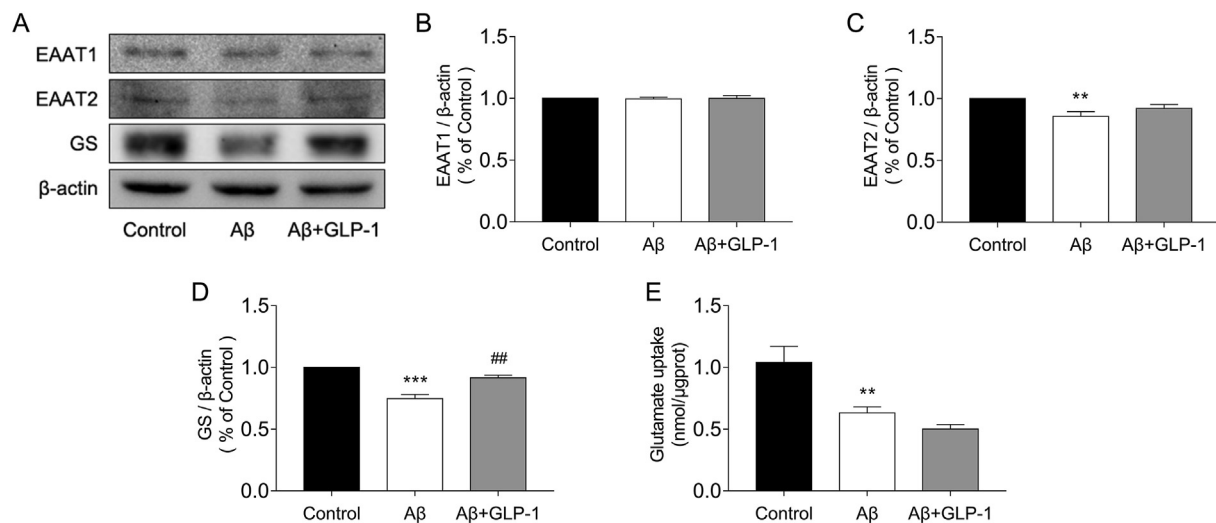 A
EAAT1
EAAT2
GS
β-actin
Control Aβ Aβ+GLP-1
B
EAAT1 / β-actin
( % of Control )
1.5
1.0
0.5
0.0
Control Aβ Aβ+GLP-1
C
EAAT2 / β-actin
( % of Control )
1.5
1.0
0.5
0.0
**
Control Aβ Aβ+GLP-1
D
GS / β-actin
( % of Control )
1.5
1.0
0.5
0.0
***
##
Control Aβ Aβ+GLP-1
E
Glutamate uptake
(nmol/μgprot)
1.5
1.0
0.5
0.0
**
Control Aβ Aβ+GLP-1